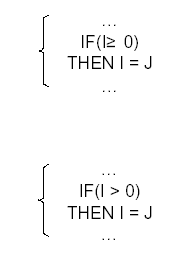 ...
IF(I≥ 0)
THEN I = J
...
...
IF(I > 0)
THEN I = J
...